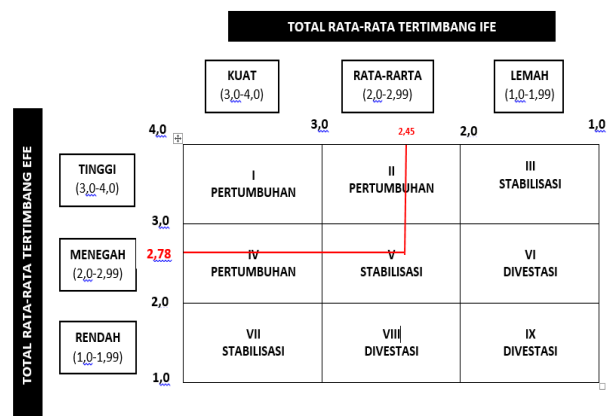 TOTAL RATA-RATA TERTIMBANG IFE
KUAT
(3,0-4,0)
RATA-RARTA
(2,0-2,99)
LEMAH
(1,0-1,99)
4,0
3,0
2,45
2,0
1,0
TOTAL RATA-RATA TERTIMBANG EFE
TINGGI
(3,0-4,0)
I
PERTUMBUHAN
II
PERTUMBUHAN
III
STABILISASI
3,0
MENEGAH
(2,0-2,99)
2,78
IV
PERTUMBUHAN
V
STABILISASI
VI
DIVESTASI
2,0
RENDAH
(1,0-1,99)
VII
STABILISASI
VIII
DIVESTASI
IX
DIVESTASI
1,0